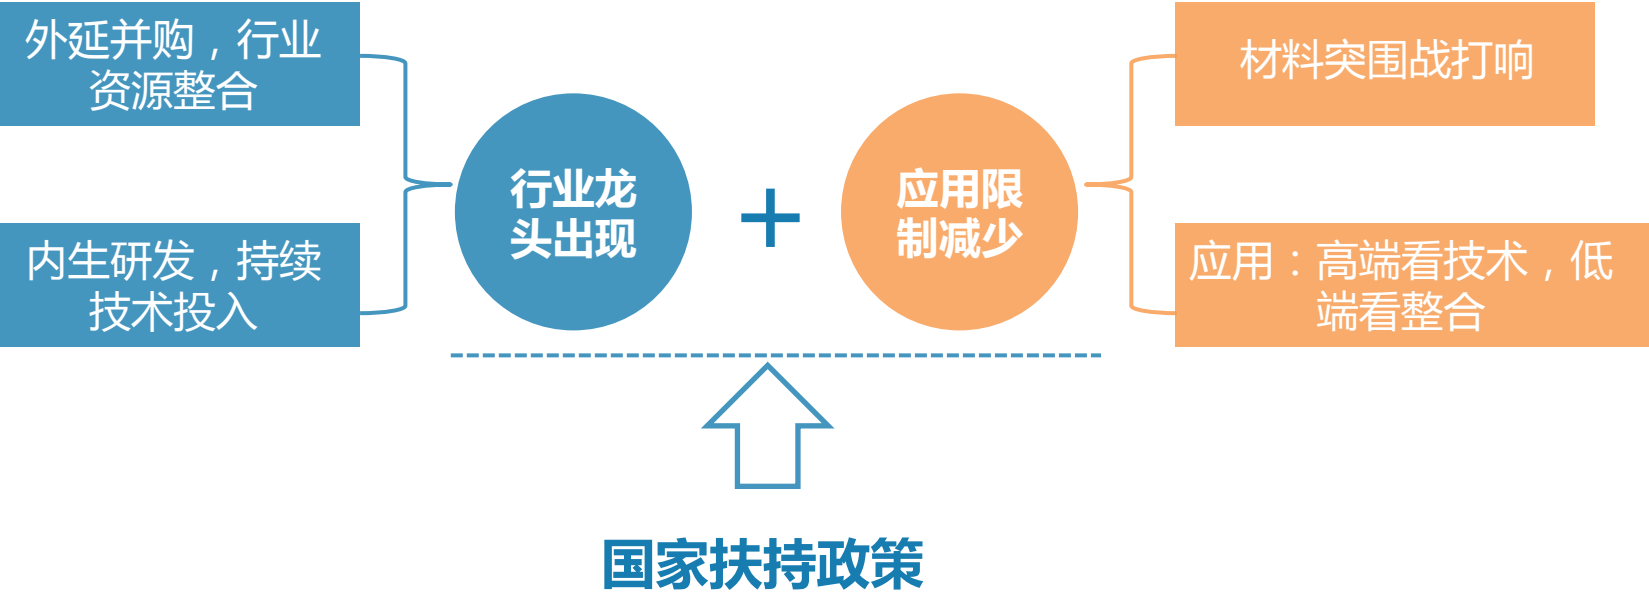 外延并购，行业
资源整合
内生研发，持续
技术投入
行业龙
头出现
+
应用限
制减少
材料突围战打响
应用：高端看技术，低
端看整合
国家扶持政策